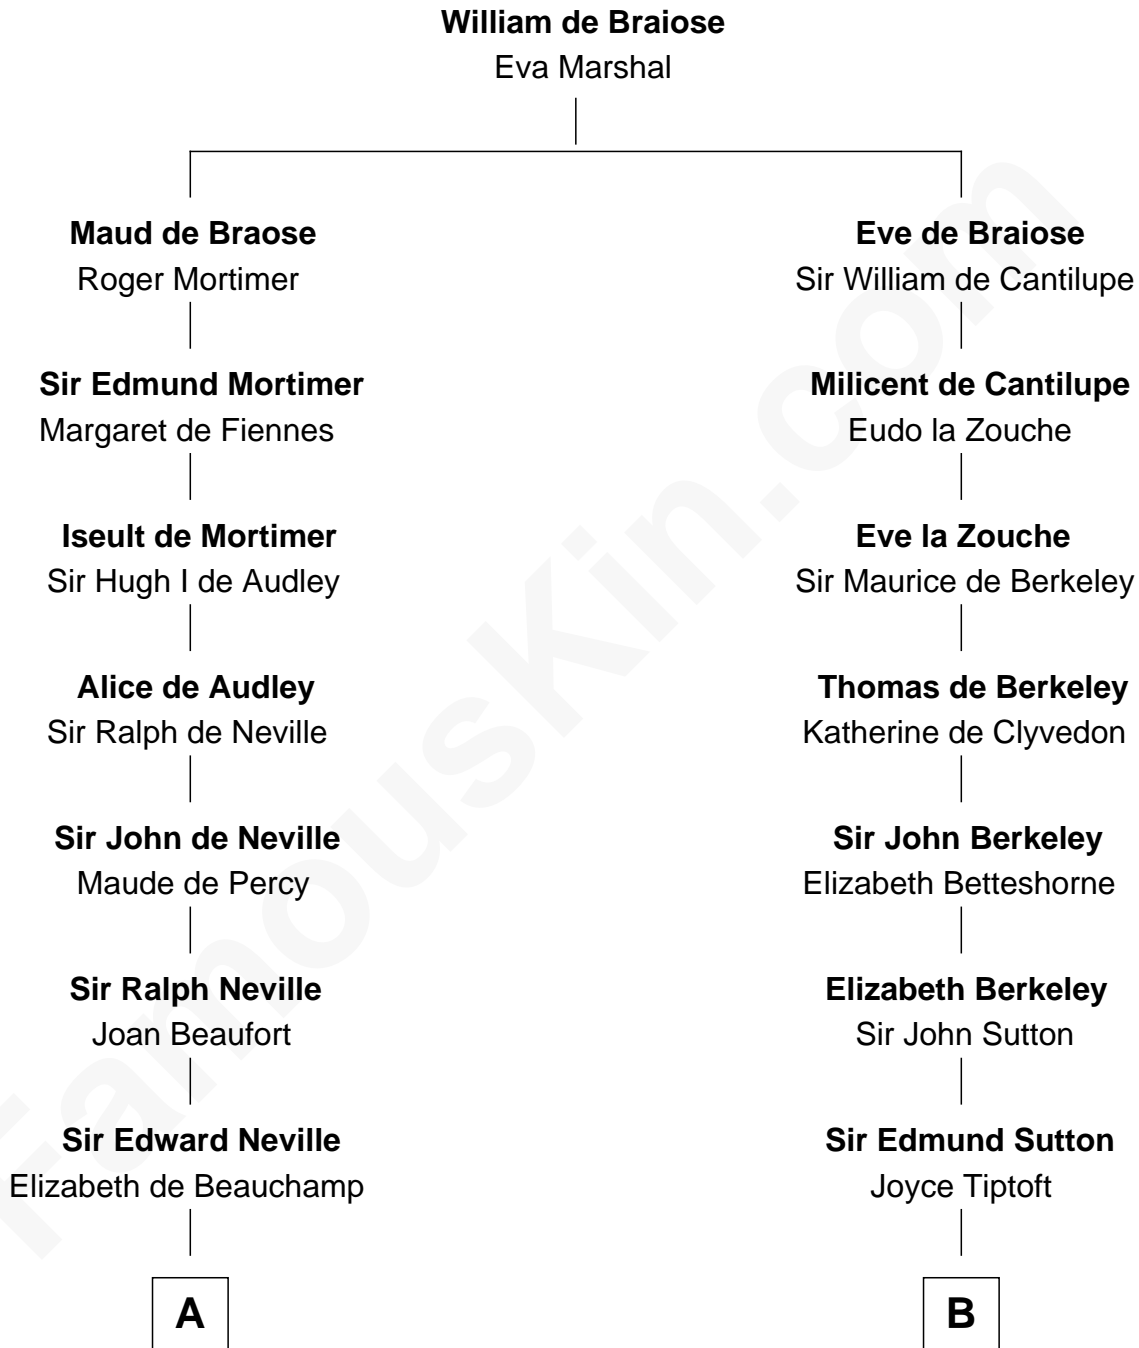 William de Braiose
Eva Marshal
Maud de Braose
Roger Mortimer
Eve de Braiose
Sir William de Cantilupe
Sir Edmund Mortimer
Margaret de Fiennes
Milicent de Cantilupe
Eudo la Zouche
Iseult de Mortimer
Sir Hugh I de Audley
Eve la Zouche
Sir Maurice de Berkeley
Alice de Audley
Sir Ralph de Neville
Thomas de Berkeley
Katherine de Clyvedon
Sir John de Neville
Maude de Percy
Sir John Berkeley
Elizabeth Betteshorne
Sir Ralph Neville
Joan Beaufort
Elizabeth Berkeley
Sir John Sutton
Sir Edward Neville
Elizabeth de Beauchamp
Sir Edmund Sutton
Joyce Tiptoft
A
B
FamousKin.com